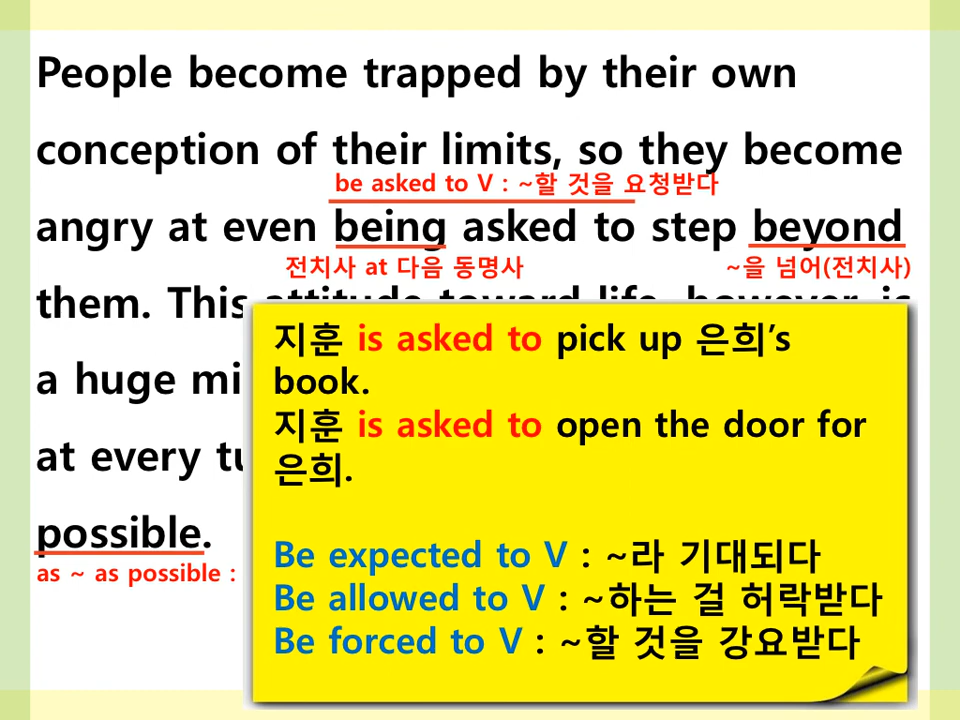 People become trapped by their own
conception of their limits, so they become
be asked to V : ~할 것을 요청받다
angry at even being asked to step beyond
전치사 at 다음 동명사
~을 넘어(전치사)
them. This attitude toward life, however, is
a huge mi
at every tu
possible.
as ~ as possible :
지훈 is asked to pick up 은희’s
book.
지훈 is asked to open the door for
은희.
Be expected to V : ~라 기대되다
Be allowed to V : ~하는 걸 허락받다
Be forced to V : ~할 것을 강요받다